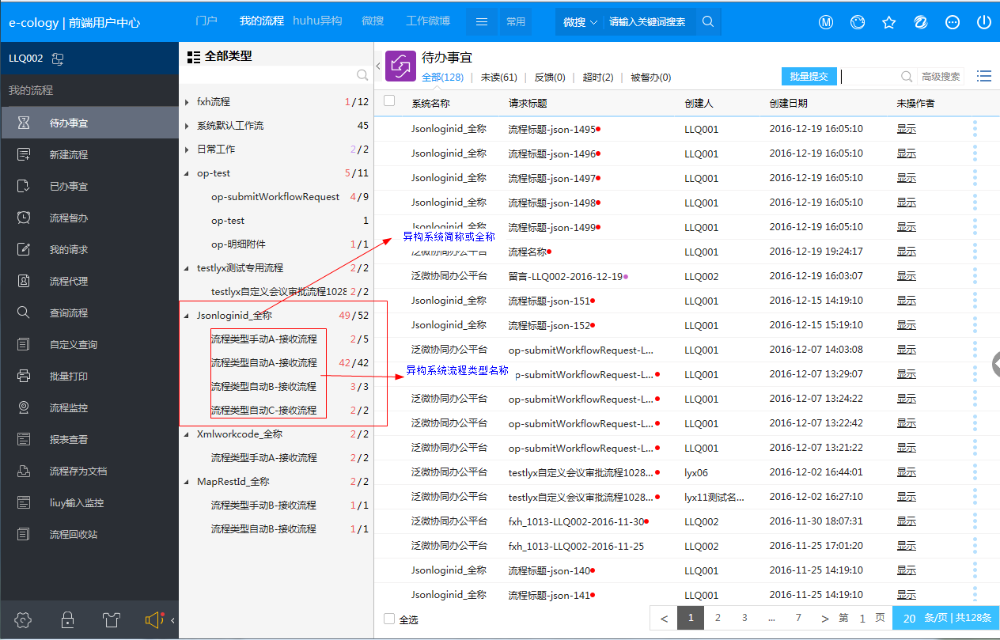 e-cology | 前端用户中心
门户 我的流程 huhu异构 微搜 工作微博 常用 微搜 请输入关键词搜索
LLQ002
我的流程
待办事宜
新建流程
已办事宜
流程督办
我的请求
流程代理
查询流程
自定义查询
批量打印
流程监控
报表查看
流程存为文档
liuy输入监控
流程回收站
全部类型
fxh流程 1/12
系统默认工作流 45
日常工作 2/2
op-test 5/11
op-submitWorkflowRequest 4/9
op-test 1
op-明细附件 1/1
testlyx测试专用流程 2/2
testlyx自定义会议审批流程1028 2/2
Jsonloginid_全称 49/52
流程类型手动A-接收流程 2/5
流程类型自动A-接收流程 42/42
流程类型自动B-接收流程 3/3
流程类型自动C-接收流程 2/2
Xmlworkcode_全称 2/2
流程类型手动A-接收流程 2/2
MapRestId_全称 2/2
流程类型手动B-接收流程 1/1
流程类型自动B-接收流程 1/1
待办事宜
全部(128) | 未读(61) | 反馈(0) | 超时(2) | 被督办(0)
批量提交 高级搜索
系统名称 请求标题 创建人 创建日期 未操作者
Jsonloginid_全称 流程标题-json-1495 LLQ001 2016-12-19 16:05:10 显示
Jsonloginid_全称 流程标题-json-1496 LLQ001 2016-12-19 16:05:10 显示
Jsonloginid_全称 流程标题-json-1497 LLQ001 2016-12-19 16:05:10 显示
Jsonloginid_全称 流程标题-json-1498 LLQ001 2016-12-19 16:05:10 显示
Jsonloginid_全称 流程标题-json-1499 LLQ001 2016-12-19 16:05:10 显示
异构系统简称或全称
泛微协同办公平台 流程名称 LLQ001 2016-12-19 19:24:17 显示
泛微协同办公平台 留言-LLQ002-2016-12-19 LLQ002 2016-12-19 16:03:07 显示
Jsonloginid_全称 流程标题-json-151 LLQ001 2016-12-15 14:19:10 显示
Jsonloginid_全称 流程标题-json-152 LLQ001 2016-12-15 15:19:10 显示
泛微协同办公平台 op-submitWorkflowRequest-L... LLQ001 2016-12-07 14:03:08 显示
异构系统流程类型名称 p-submitWorkflowRequest-L... LLQ001 2016-12-07 13:29:07 显示
泛微协同办公平台 op-submitWorkflowRequest-L... LLQ001 2016-12-07 13:24:22 显示
泛微协同办公平台 op-submitWorkflowRequest-L... LLQ001 2016-12-07 13:22:42 显示
泛微协同办公平台 op-submitWorkflowRequest-L... LLQ001 2016-12-07 13:21:22 显示
泛微协同办公平台 testlyx自定义会议审批流程1028... lyx06 2016-12-02 16:44:01 显示
泛微协同办公平台 testlyx自定义会议审批流程1028... lyx11测试名... 2016-12-02 16:27:10 显示
泛微协同办公平台 fxh_1013-LLQ002-2016-11-30 LLQ002 2016-11-30 18:07:31 显示
泛微协同办公平台 fxh_1013-LLQ002-2016-11-25 LLQ002 2016-11-25 17:01:20 显示
Jsonloginid_全称 流程标题-json-140 LLQ001 2016-11-25 14:19:10 显示
Jsonloginid_全称 流程标题-json-141 LLQ001 2016-11-25 14:19:10 显示
全选 < 1 2 3 ... 7 > 第 1 页 20 条/页 | 共128条